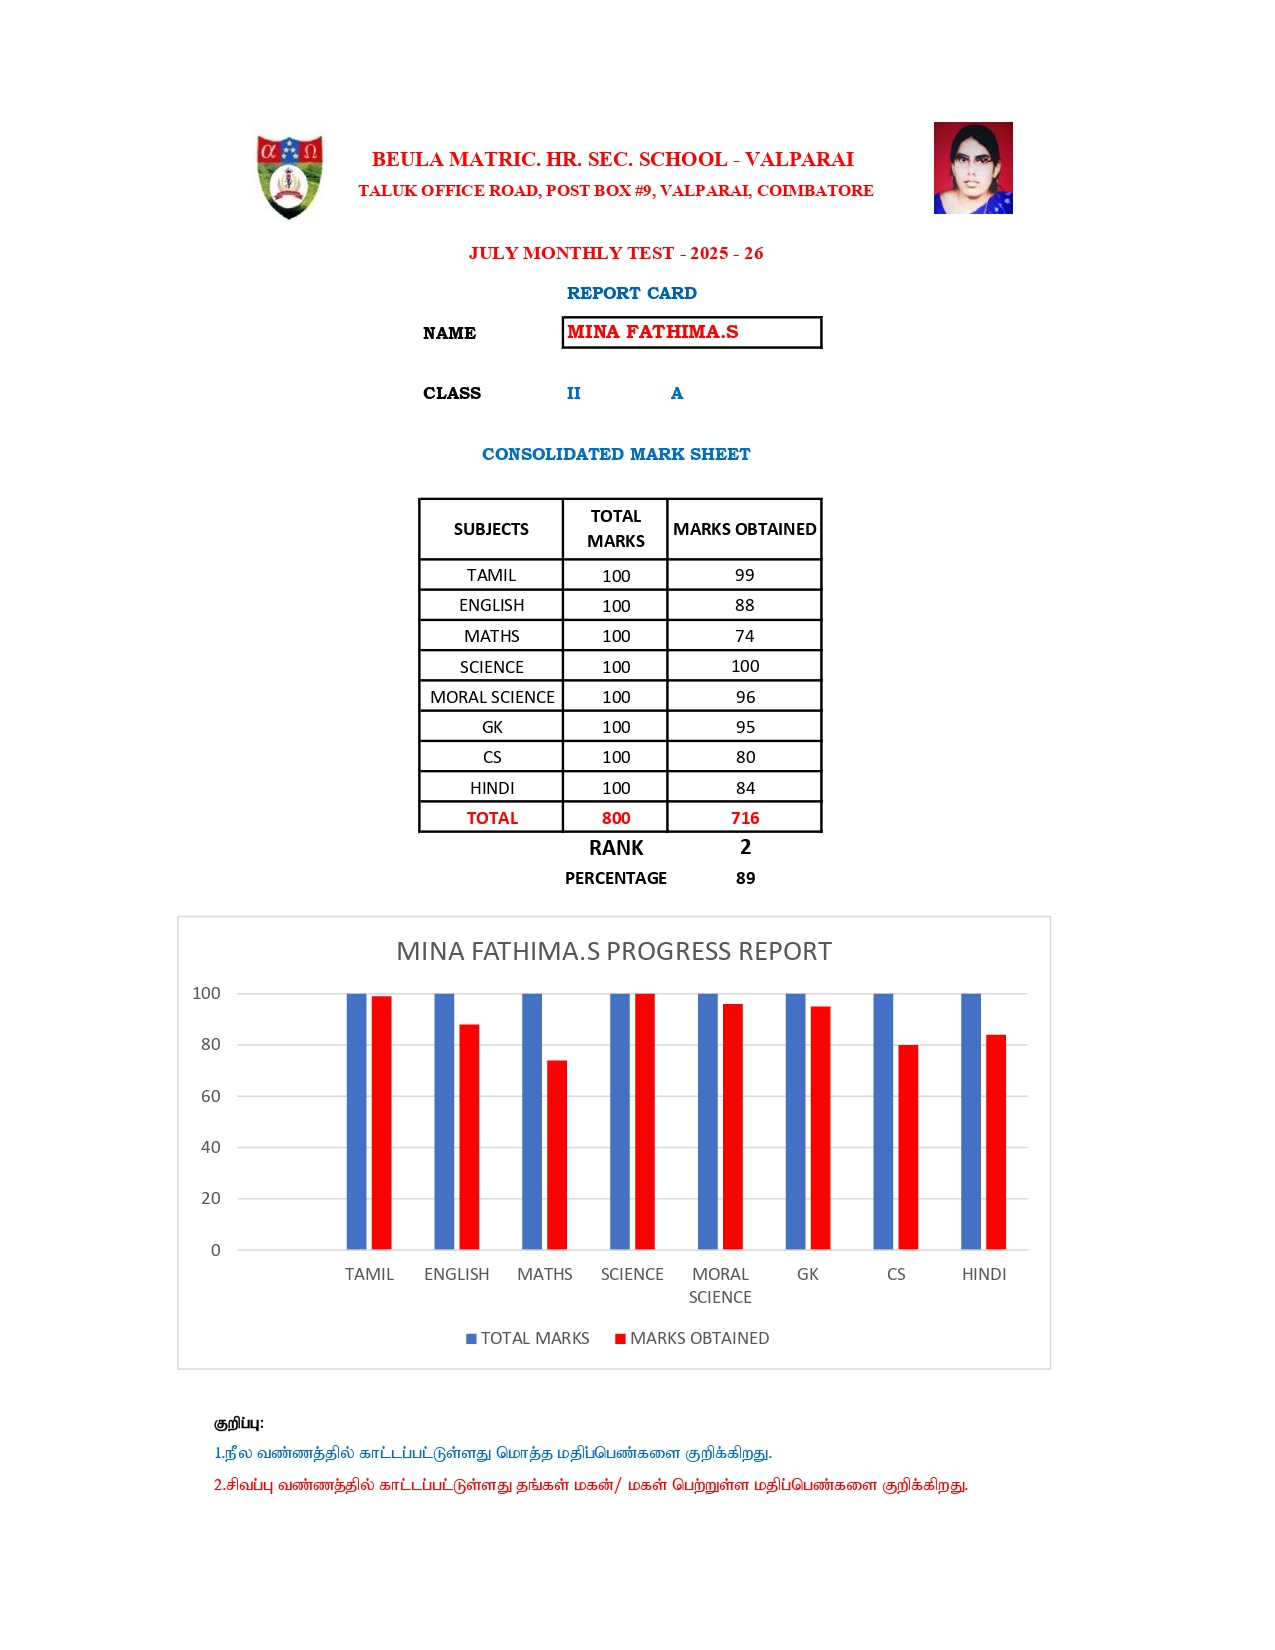 α Ω
BEULA MATRIC. HR. SEC. SCHOOL - VALPARAI
TALUK OFFICE ROAD, POST BOX #9, VALPARAI, COIMBATORE
JULY MONTHLY TEST - 2025 - 26
REPORT CARD
NAME MINA FATHIMA.S
CLASS II A
CONSOLIDATED MARK SHEET
SUBJECTS TOTAL MARKS MARKS OBTAINED
TAMIL 100 99
ENGLISH 100 88
MATHS 100 74
SCIENCE 100 100
MORAL SCIENCE 100 96
GK 100 95
CS 100 80
HINDI 100 84
TOTAL 800 716
RANK 2
PERCENTAGE 89
MINA FATHIMA.S PROGRESS REPORT
100
80
60
40
20
0
TAMIL ENGLISH MATHS SCIENCE MORAL SCIENCE GK CS HINDI
TOTAL MARKS MARKS OBTAINED
குறிப்பு:
1.நீல வண்ணத்தில் காட்டப்பட்டுள்ளது மொத்த மதிப்பெண்களை குறிக்கிறது.
2.சிவப்பு வண்ணத்தில் காட்டப்பட்டுள்ளது தங்கள் மகன்/ மகள் பெற்றுள்ள மதிப்பெண்களை குறிக்கிறது.